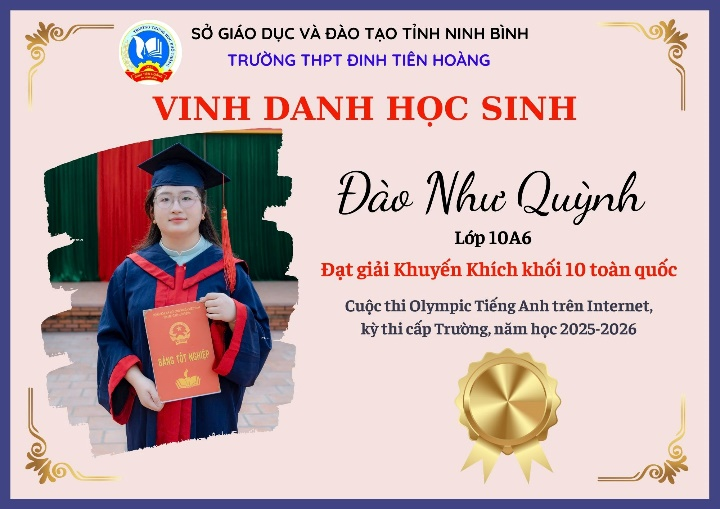 SỞ GIÁO DỤC VÀ ĐÀO TẠO TỈNH NINH BÌNH
TRƯỜNG THPT ĐINH TIÊN HOÀNG
VINH DANH HỌC SINH
Đào Như Quỳnh
Lớp 10A6
Đạt giải Khuyến Khích khối 10 toàn quốc
Cuộc thi Olympic Tiếng Anh trên Internet,
kỳ thi cấp Trường, năm học 2025-2026
BẰNG TỐT NGHIỆP